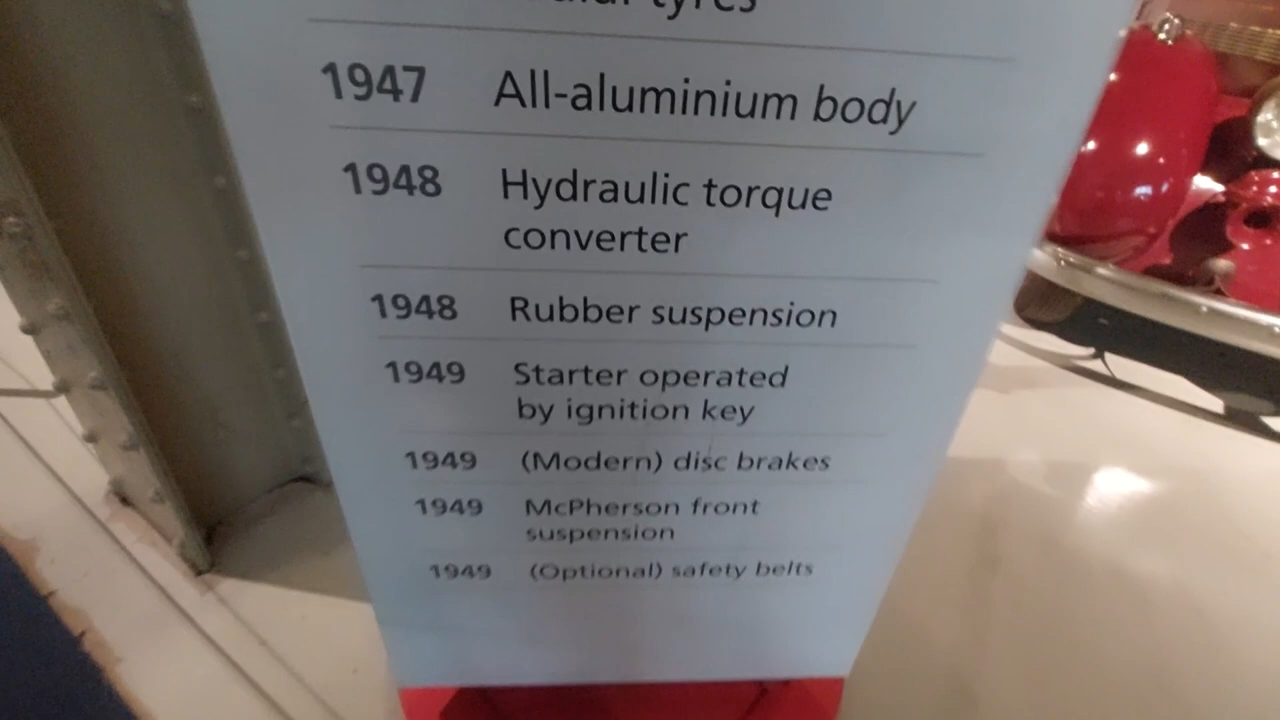 tyres
1947 All-aluminium body
1948 Hydraulic torque
converter
1948 Rubber suspension
1949 Starter operated
by ignition key
1949 (Modern) disc brakes
1949 McPherson front
suspension
1949 (Optional) safety belts